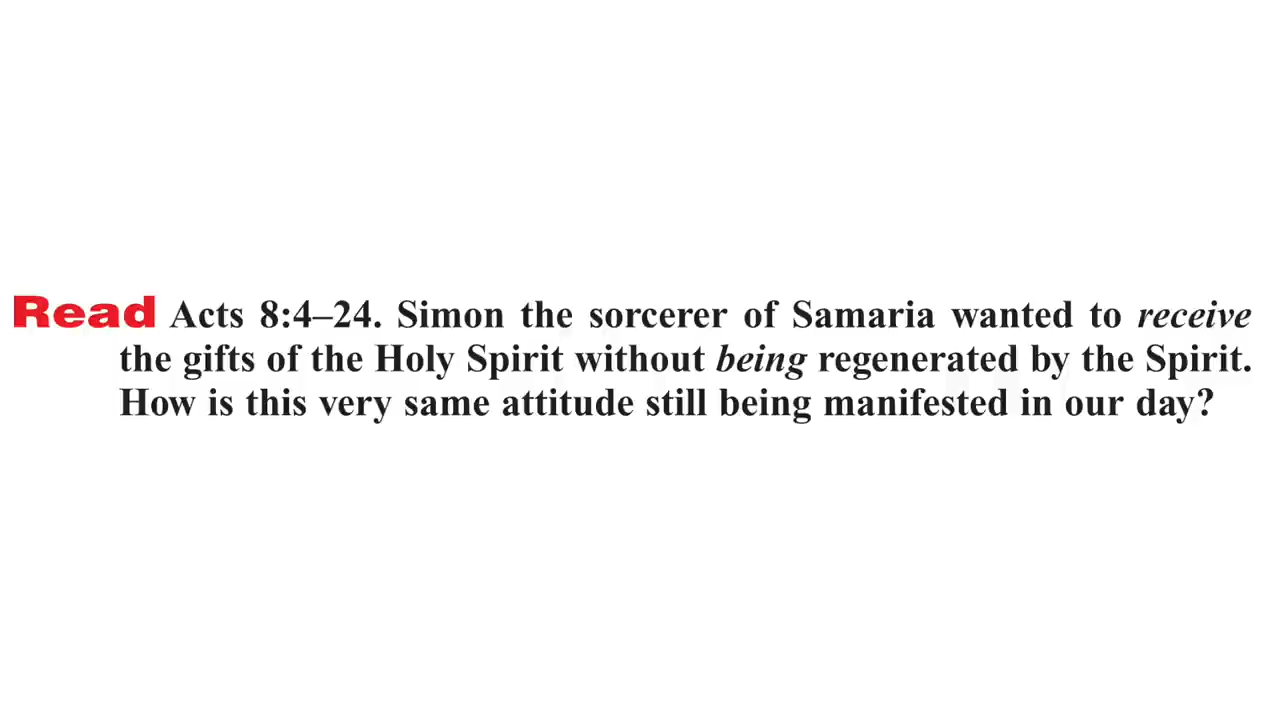 Read Acts 8:4–24. Simon the sorcerer of Samaria wanted to receive
the gifts of the Holy Spirit without being regenerated by the Spirit.
How is this very same attitude still being manifested in our day?